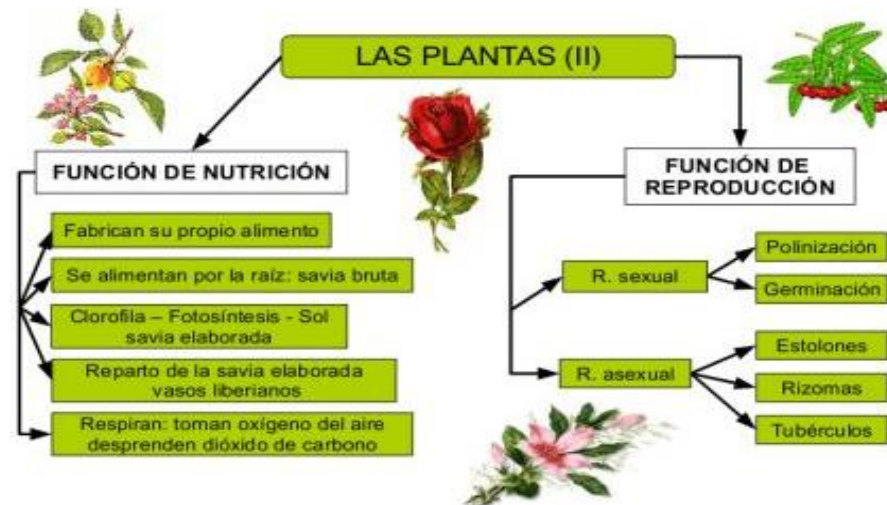 LAS PLANTAS (II)
FUNCIÓN DE NUTRICIÓN
Fabrican su propio alimento
Se alimentan por la raíz: savia bruta
Clorofila – Fotosíntesis - Sol
savia elaborada
Reparto de la savia elaborada
vasos liberianos
Respiran: toman oxígeno del aire
desprenden dióxido de carbono
FUNCIÓN DE
REPRODUCCIÓN
R. sexual
Polinización
Germinación
R. asexual
Estolones
Rizomas
Tubérculos